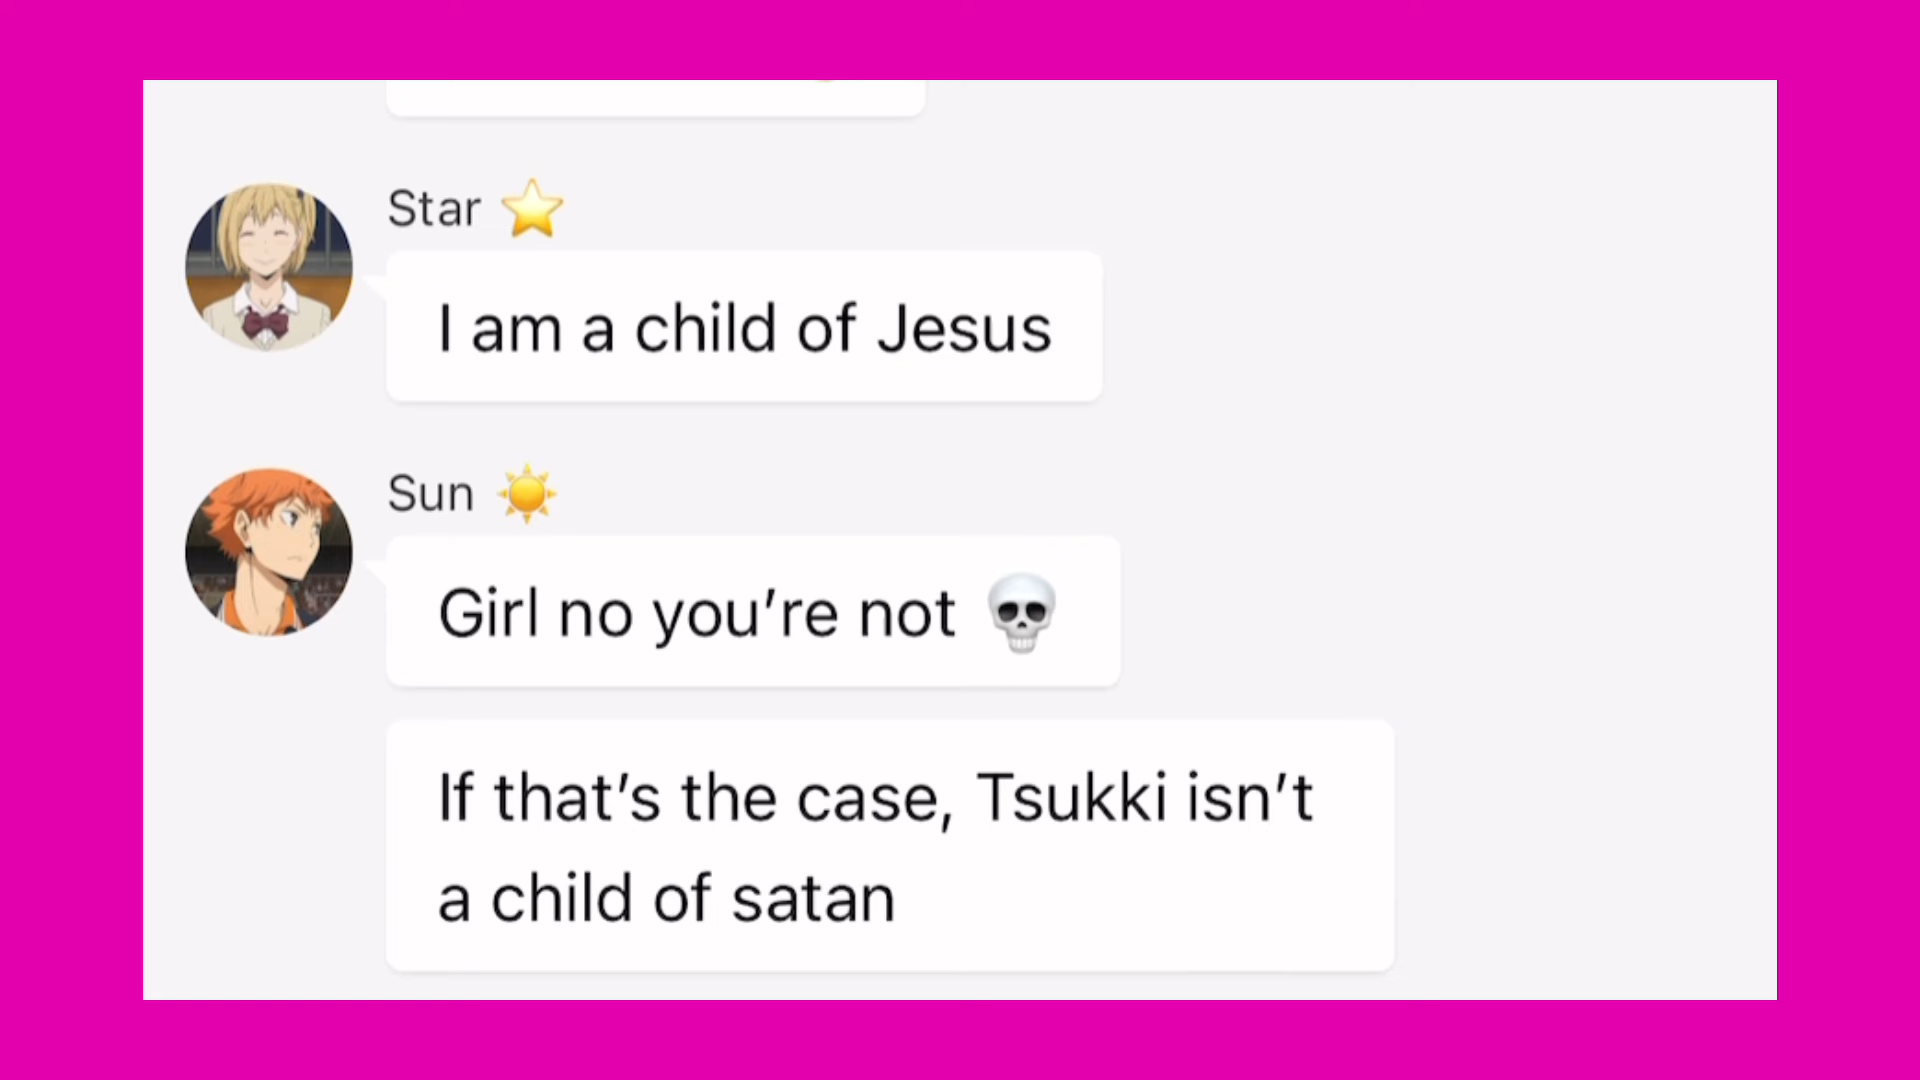 Star ⭐
I am a child of Jesus
Sun ☀️
Girl no you’re not 💀
If that’s the case, Tsukki isn’t
a child of satan